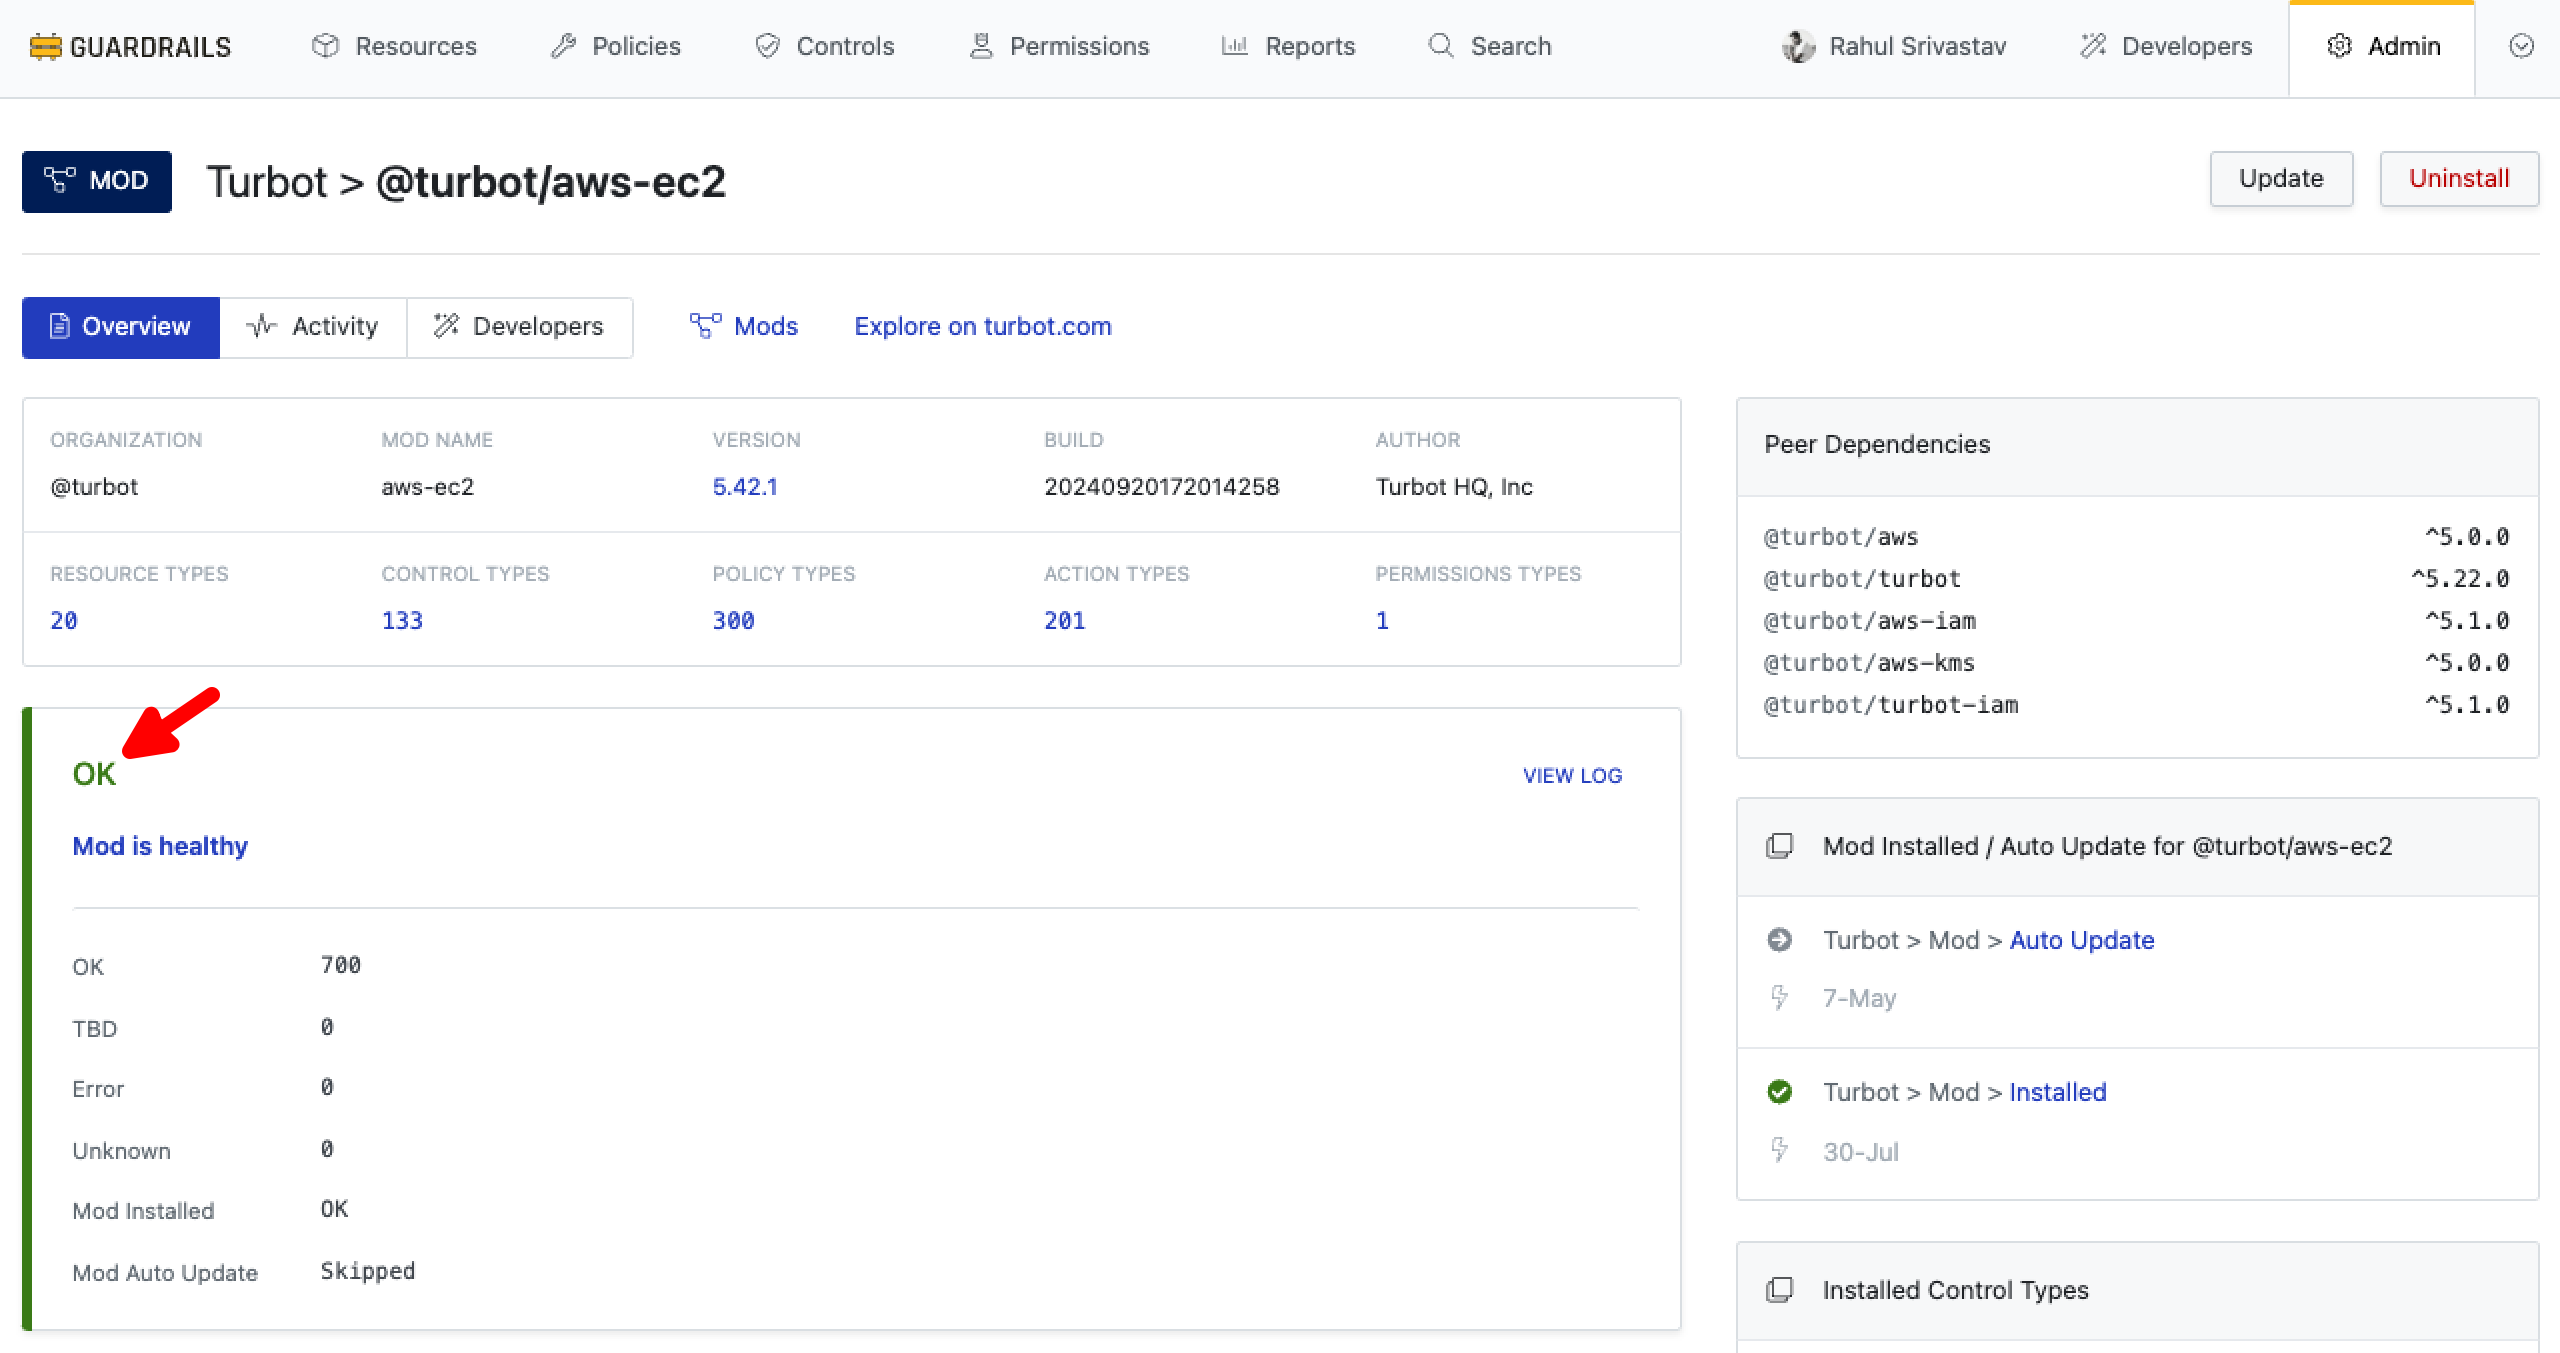 GUARDRAILS Resources Policies Controls Permissions Reports Search Rahul Srivastav Developers Admin
MOD Turbot > @turbot/aws-ec2 Update Uninstall
Overview Activity Developers Mods Explore on turbot.com
ORGANIZATION MOD NAME VERSION BUILD AUTHOR
@turbot aws-ec2 5.42.1 20240920172014258 Turbot HQ, Inc
RESOURCE TYPES CONTROL TYPES POLICY TYPES ACTION TYPES PERMISSIONS TYPES
20 133 300 201 1
OK VIEW LOG
Mod is healthy
OK 700
TBD 0
Error 0
Unknown 0
Mod Installed OK
Mod Auto Update Skipped
Peer Dependencies
@turbot/aws ^5.0.0
@turbot/turbot ^5.22.0
@turbot/aws-iam ^5.1.0
@turbot/aws-kms ^5.0.0
@turbot/turbot-iam ^5.1.0
Mod Installed / Auto Update for @turbot/aws-ec2
Turbot > Mod > Auto Update
7-May
Turbot > Mod > Installed
30-Jul
Installed Control Types